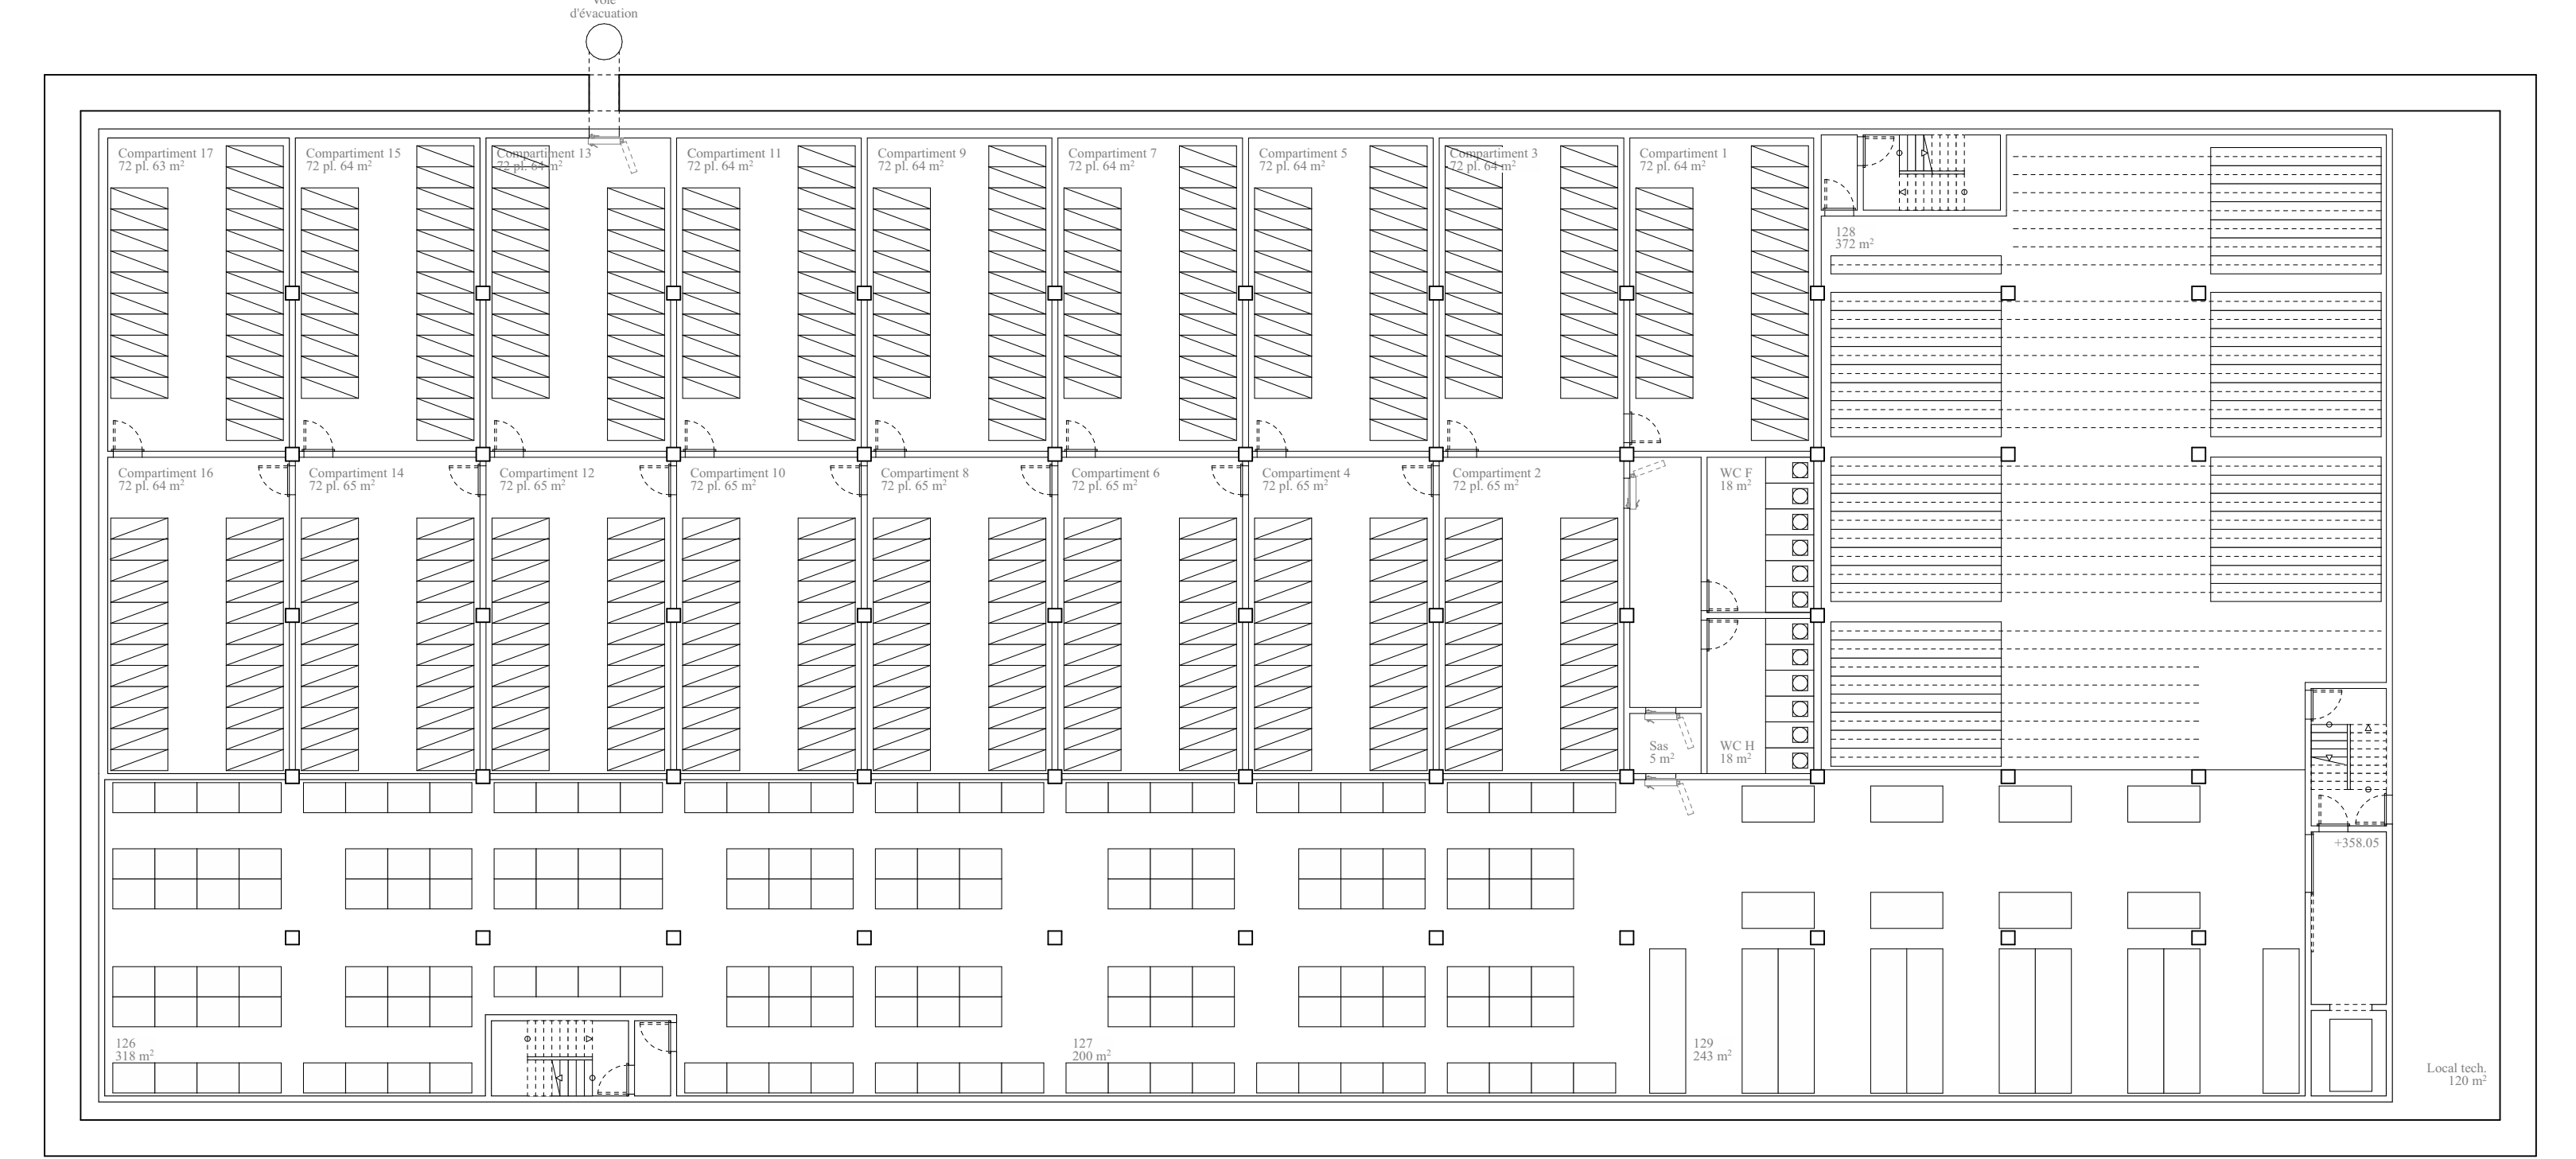 Voie
d'évacuation
Compartiment 17
72 pl. 63 m²
Compartiment 15
72 pl. 64 m²
Compartiment 13
72 pl. 64 m²
Compartiment 11
72 pl. 64 m²
Compartiment 9
72 pl. 64 m²
Compartiment 7
72 pl. 64 m²
Compartiment 5
72 pl. 64 m²
Compartiment 3
72 pl. 64 m²
Compartiment 1
72 pl. 64 m²
128
372 m²
Compartiment 16
72 pl. 64 m²
Compartiment 14
72 pl. 65 m²
Compartiment 12
72 pl. 65 m²
Compartiment 10
72 pl. 65 m²
Compartiment 8
72 pl. 65 m²
Compartiment 6
72 pl. 65 m²
Compartiment 4
72 pl. 65 m²
Compartiment 2
72 pl. 65 m²
WC F
18 m²
Sas
5 m²
WC H
18 m²
+358.05
126
318 m²
127
200 m²
129
243 m²
Local tech.
120 m²